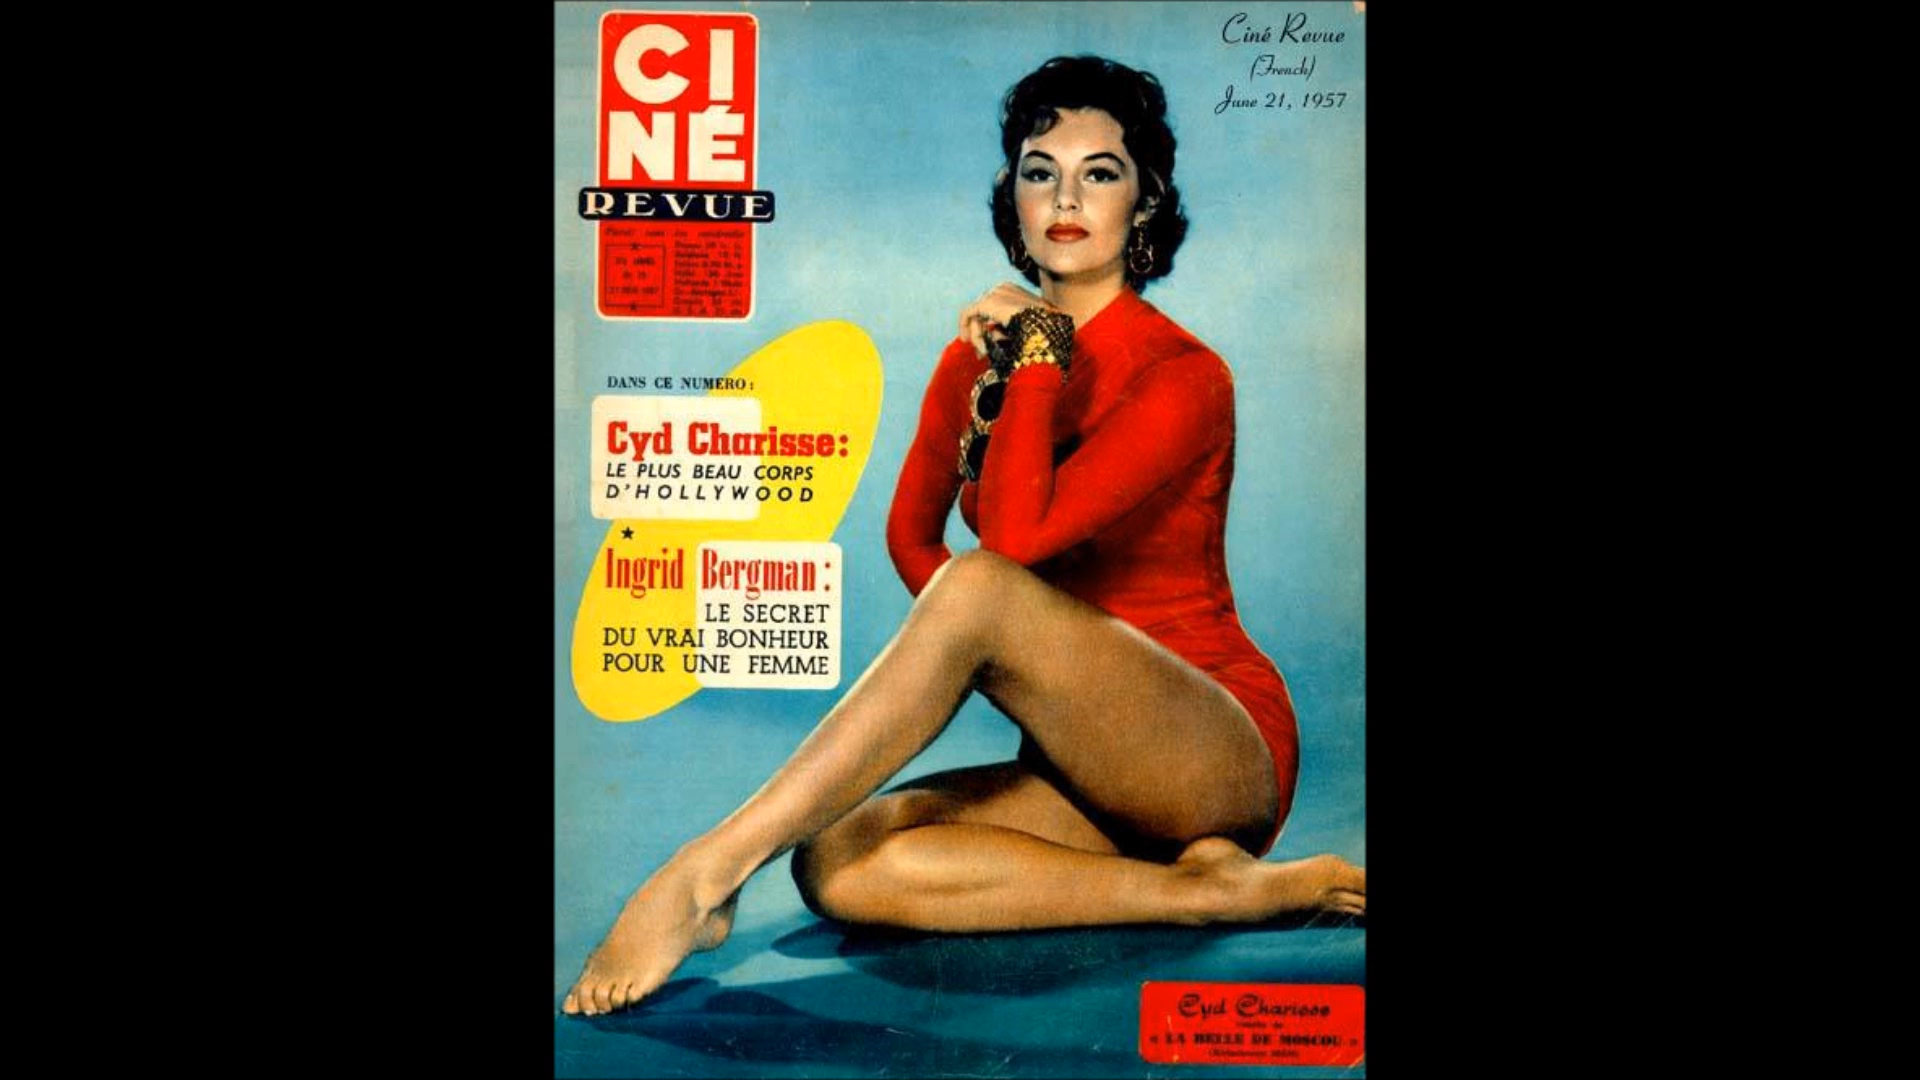 CI
NÉ
REVUE
Ciné Revue
(French)
June 21, 1957
DANS CE NUMERO :
Cyd Charisse:
LE PLUS BEAU CORPS
D'HOLLYWOOD
Ingrid Bergman :
LE SECRET
DU VRAI BONHEUR
POUR UNE FEMME
Cyd Charisse
« LA BELLE DE MOSCOU »